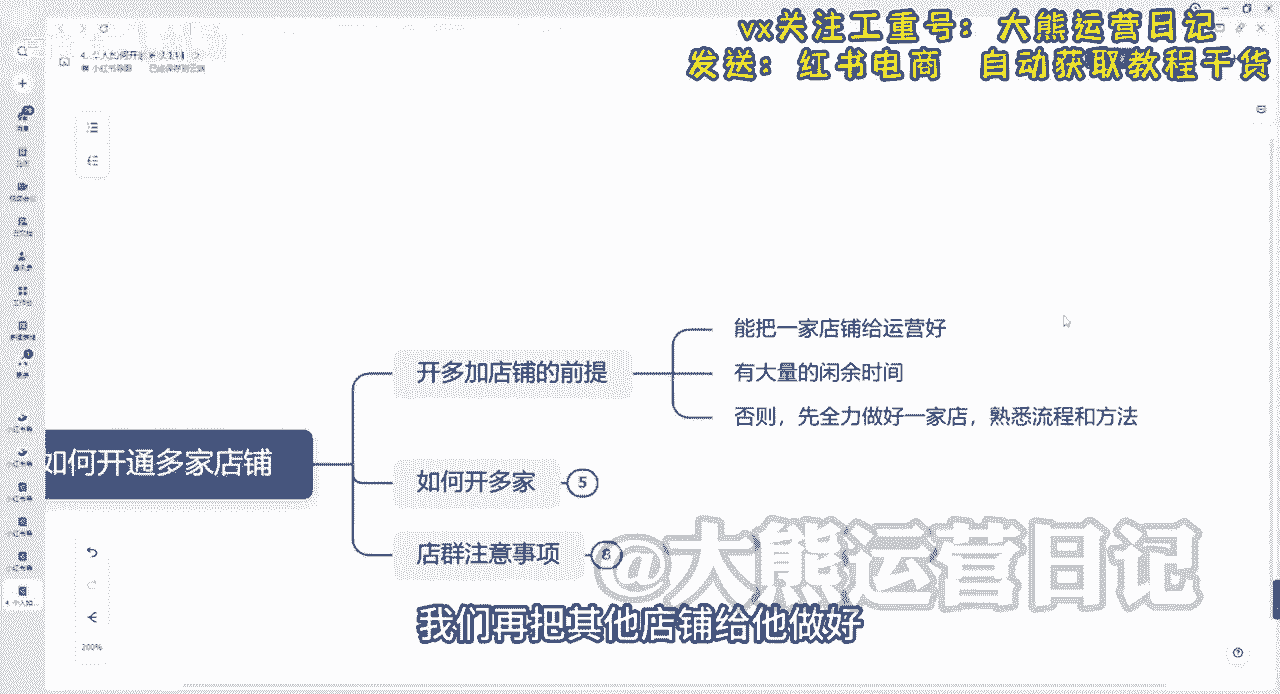 vx关注工重号：大熊运营日记
发送：红书电商 自动获取教程干货
能把一家店铺给运营好
开多加店铺的前提
有大量的闲余时间
否则，先全力做好一家店，熟悉流程和方法
如何开通多家店铺
如何开多家
5
店群注意事项
8
@大熊运营日记
我们再把其他店铺给他做好
200%